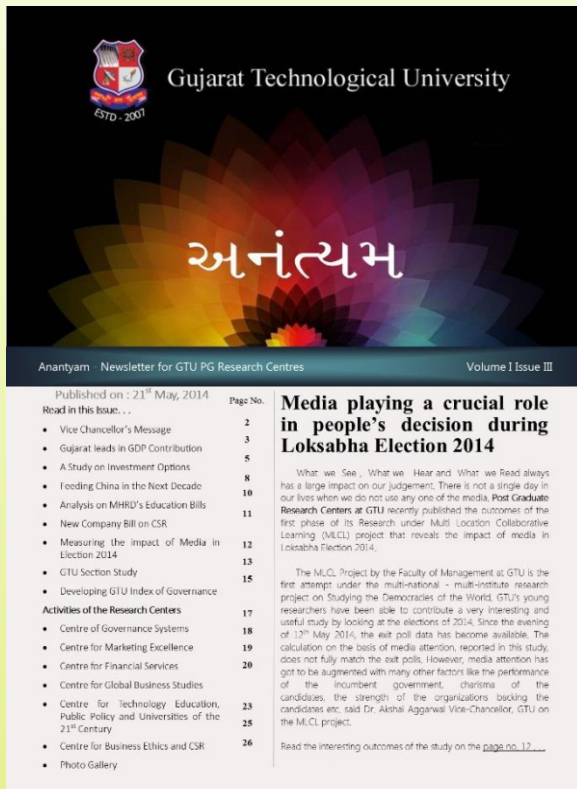 Gujarat Technological University
ESTD - 2007
અનંત્યમ
Anantyam - Newsletter for GTU PG Research Centres
Volume I Issue III
Published on : 21st May, 2014
Page No.
Read in this Issue. . .
• Vice Chancellor's Message 2
• Gujarat leads in GDP Contribution 3
• A Study on Investment Options 5
• Feeding China in the Next Decade 8
• Analysis on MHRD's Education Bills 10
• New Company Bill on CSR 11
• Measuring the impact of Media in
Election 2014 12
• GTU Section Study 13
• Developing GTU Index of Governance 15
Activities of the Research Centers
• Centre of Governance Systems 17
• Centre for Marketing Excellence 18
• Centre for Financial Services 19
• Centre for Global Business Studies 20
• Centre for Technology Education,
Public Policy and Universities of the
21st Century 23
• Centre for Business Ethics and CSR 25
• Photo Gallery 26
Media playing a crucial role
in people's decision during
Loksabha Election 2014
What we See , What we Hear and What we Read always
has a large impact on our judgement. There is not a single day in
our lives when we do not use any one of the media. Post Graduate
Research Centers at GTU recently published the outcomes of the
first phase of its Research under Multi Location Collaborative
Learning (MLCL) project that reveals the impact of media in
Loksabha Election 2014.
The MLCL Project by the Faculty of Management at GTU is the
first attempt under the multi-national - multi-institute research
project on Studying the Democracies of the World. GTU's young
researchers have been able to contribute a very interesting and
useful study by looking at the elections of 2014. Since the evening
of 12th May 2014, the exit poll data has become available. The
calculation on the basis of media attention, reported in this study,
does not fully match the exit polls. However, media attention has
got to be augmented with many other factors like the performance
of the incumbent government, charisma of the
candidates, the strength of the organizations backing the
candidates etc. said Dr. Akshai Aggarwal Vice-Chancellor, GTU on
the MLCL project.
Read the interesting outcomes of the study on the page no. 12 . . .